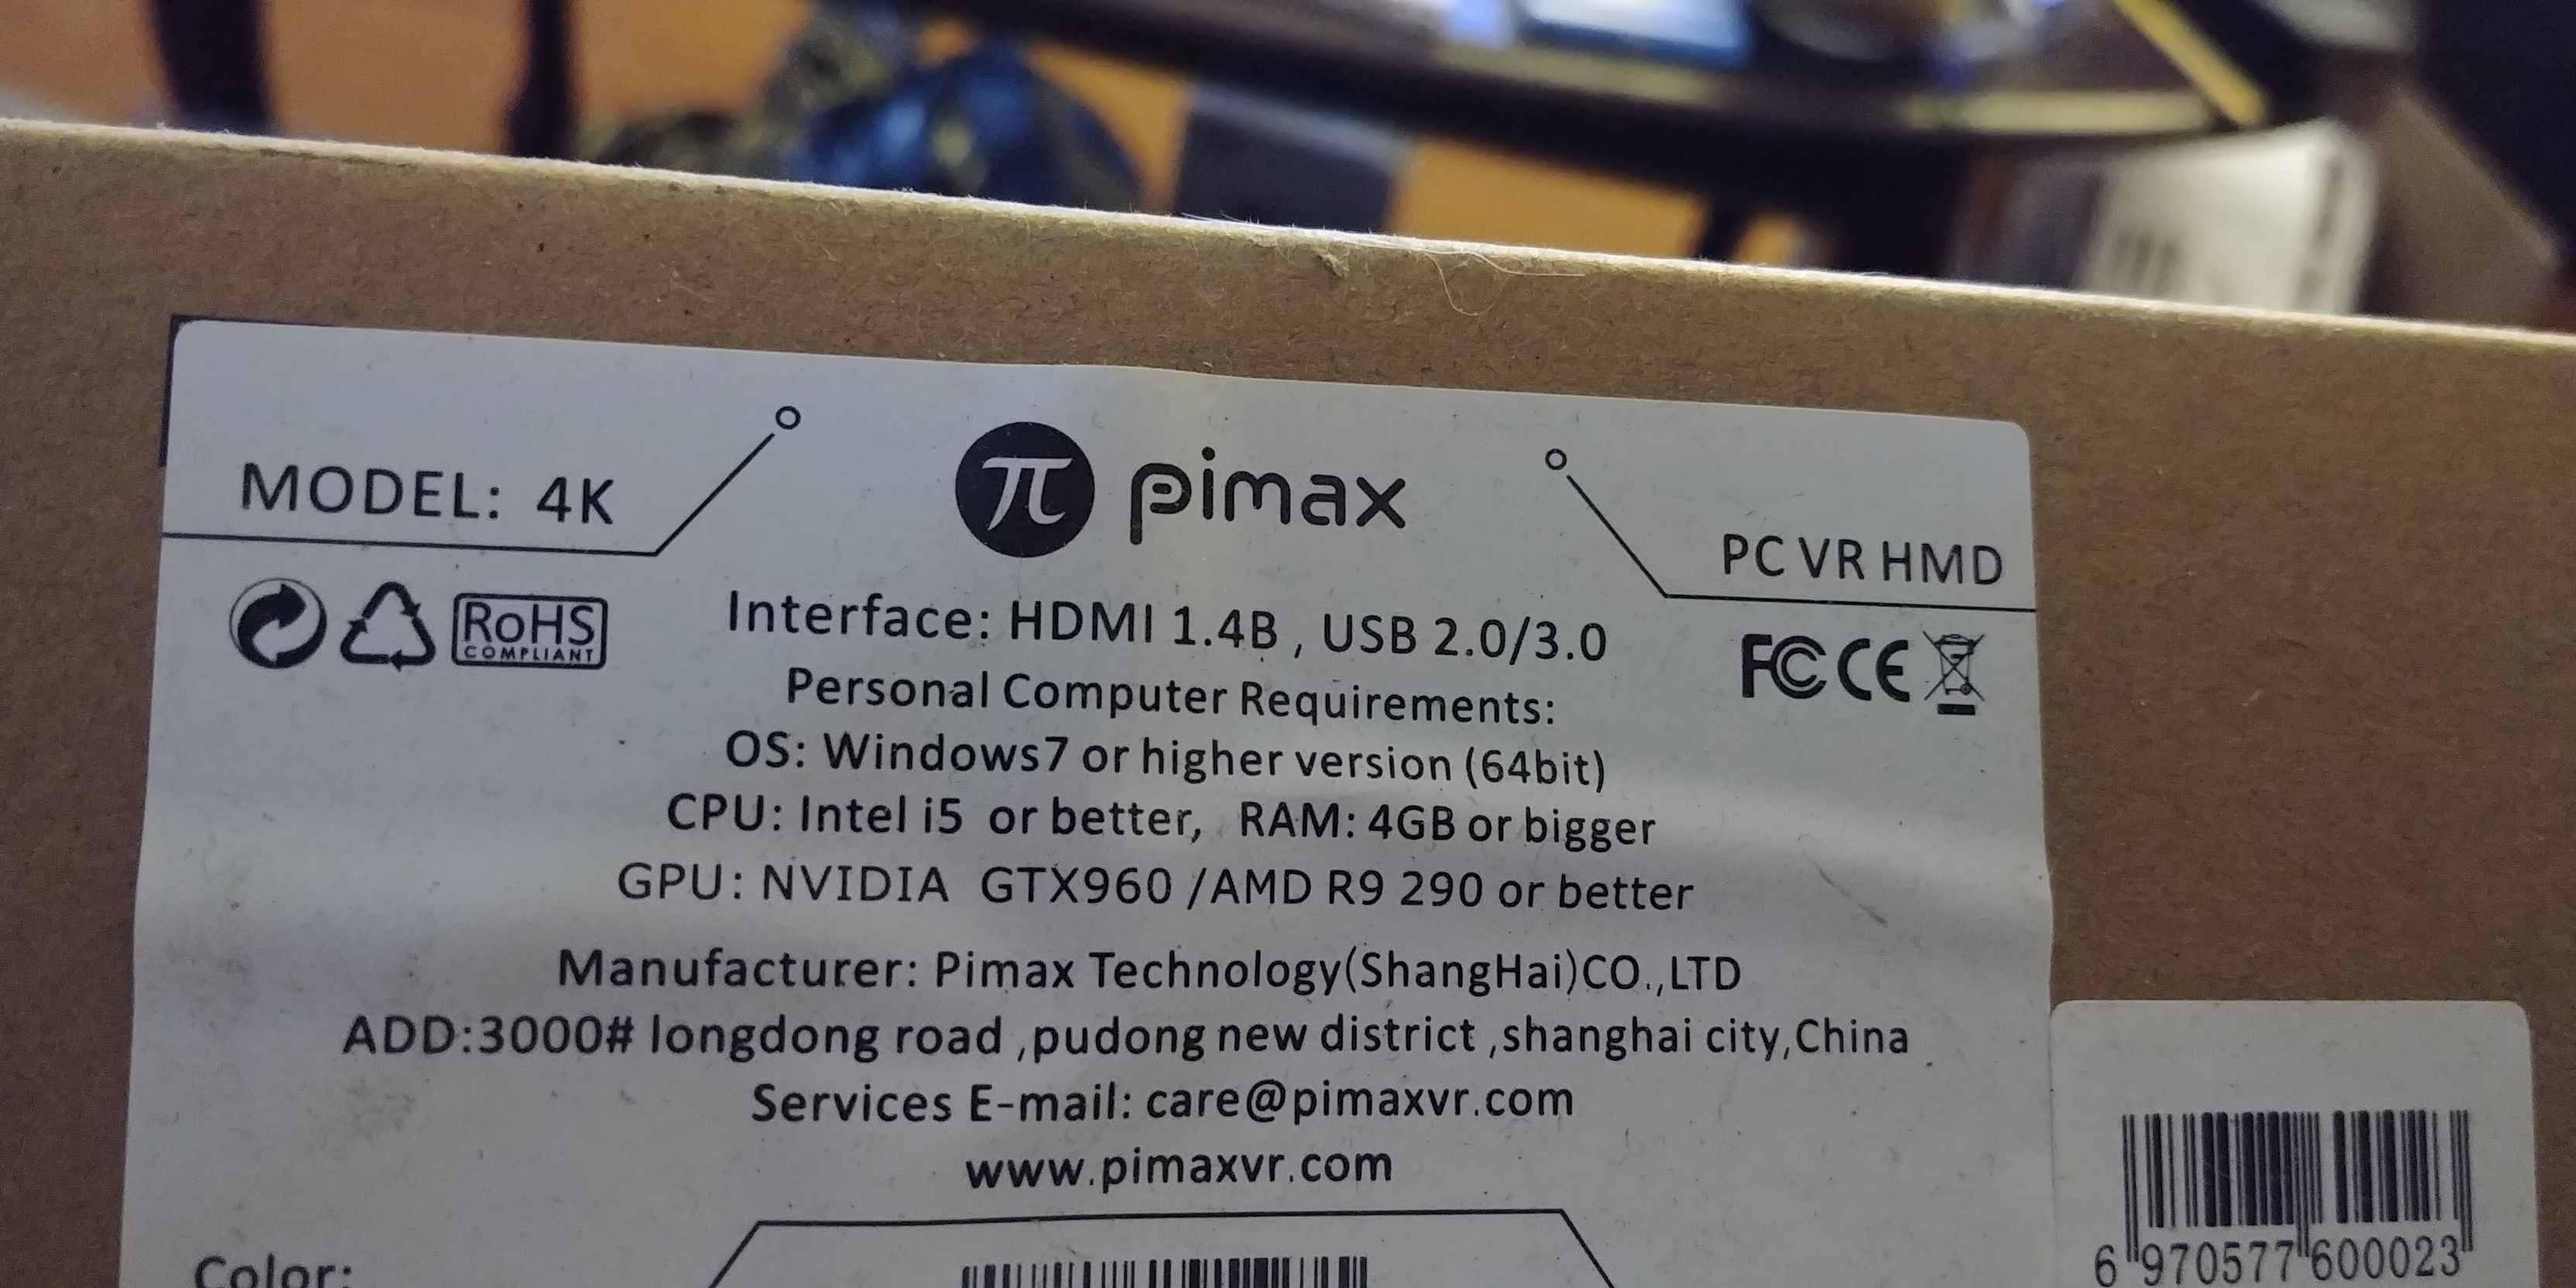 MODEL: 4K
π pimax
PC VR HMD
RoHS
COMPLIANT
FC CE
Interface: HDMI 1.4B , USB 2.0/3.0
Personal Computer Requirements:
OS: Windows7 or higher version (64bit)
CPU: Intel i5 or better, RAM: 4GB or bigger
GPU: NVIDIA GTX960 /AMD R9 290 or better
Manufacturer: Pimax Technology(ShangHai)CO.,LTD
ADD:3000# longdong road ,pudong new district ,shanghai city,China
Services E-mail: care@pimaxvr.com
www.pimaxvr.com
Color:
6 970577 600023